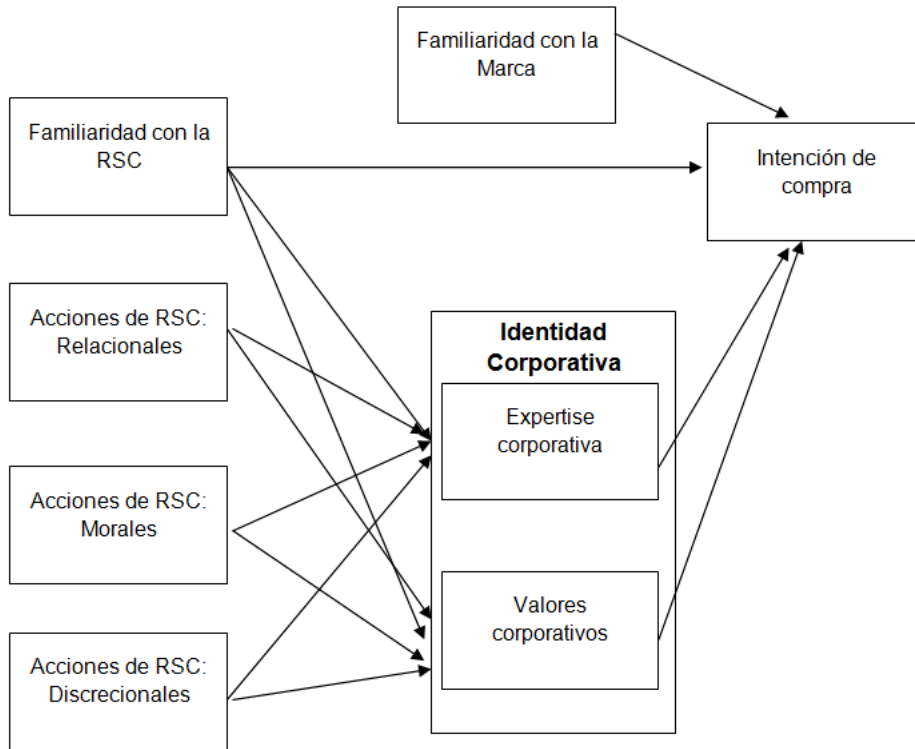 Familiaridad con la
Marca
Familiaridad con la
RSC
Intención de
compra
Acciones de RSC:
Relacionales
Identidad
Corporativa
Expertise
corporativa
Acciones de RSC:
Morales
Valores
corporativos
Acciones de RSC:
Discrecionales